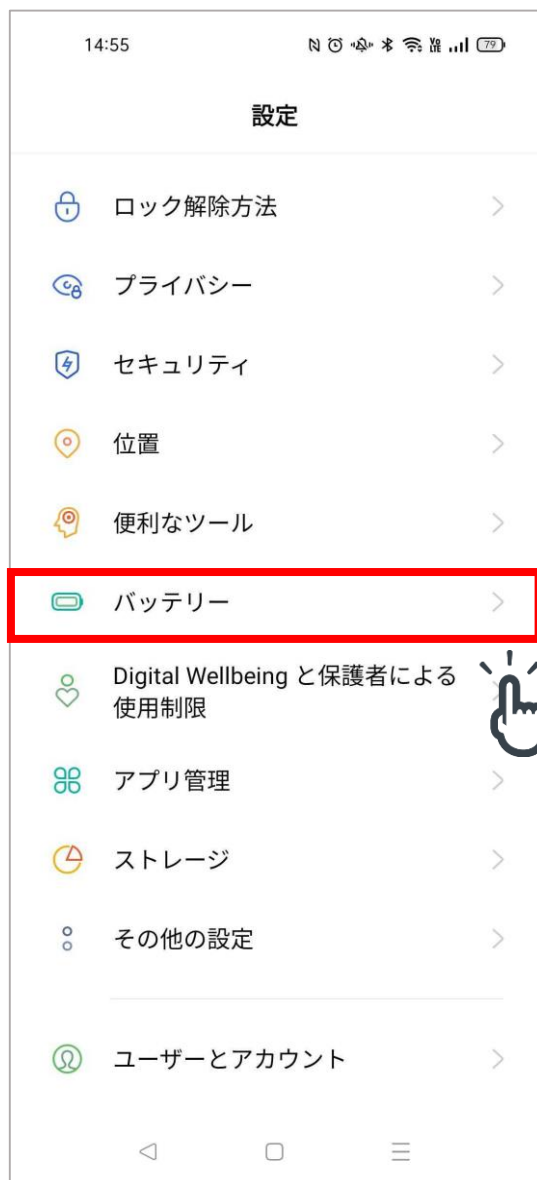 14:55
79
設定
ロック解除方法
プライバシー
セキュリティ
位置
便利なツール
バッテリー
Digital Wellbeing と保護者による
使用制限
アプリ管理
ストレージ
その他の設定
ユーザーとアカウント